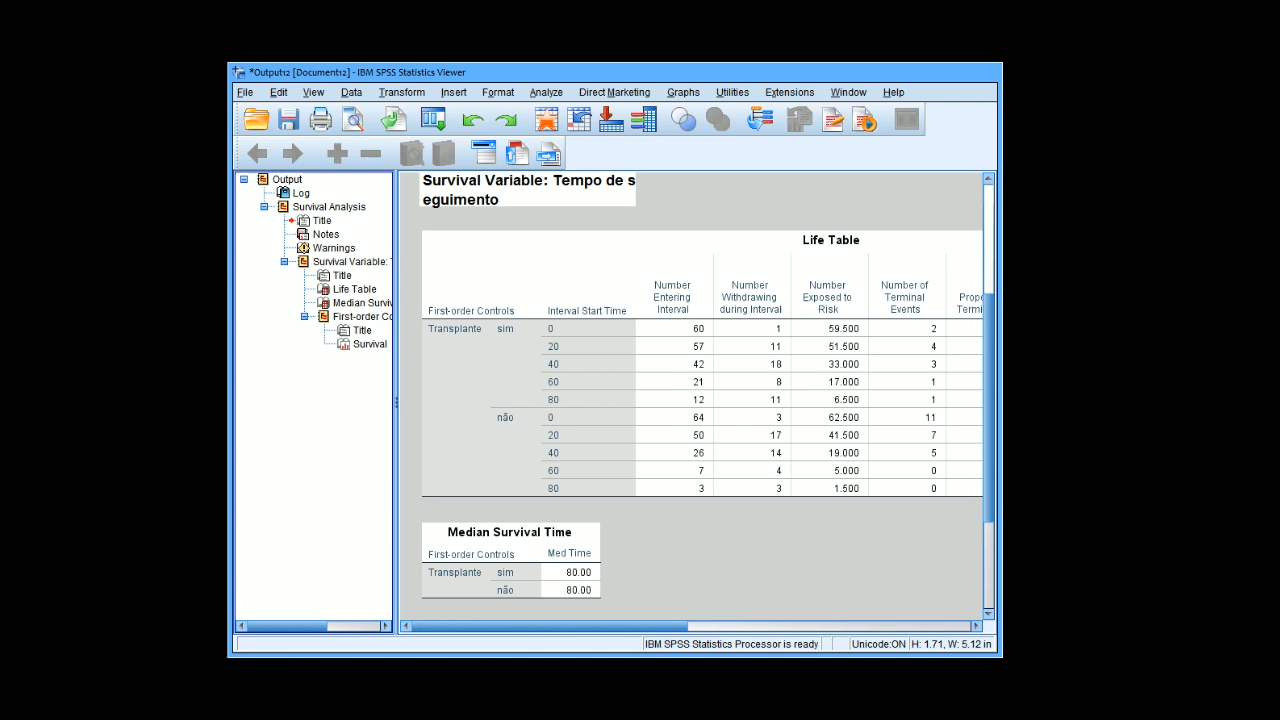 *Output12 [Document12] - IBM SPSS Statistics Viewer
File Edit View Data Transform Insert Format Analyze Direct Marketing Graphs Utilities Extensions Window Help
Output
Log
Survival Analysis
Title
Notes
Warnings
Survival Variable:
Title
Life Table
Median Surviv
First-order Co
Title
Survival
Survival Variable: Tempo de s
eguimento
Life Table
First-order Controls Interval Start Time Number Entering Interval Number Withdrawing during Interval Number Exposed to Risk Number of Terminal Events Propo Termin
Transplante sim 0 60 1 59.500 2
20 57 11 51.500 4
40 42 18 33.000 3
60 21 8 17.000 1
80 12 11 6.500 1
não 0 64 3 62.500 11
20 50 17 41.500 7
40 26 14 19.000 5
60 7 4 5.000 0
80 3 3 1.500 0
Median Survival Time
First-order Controls Med Time
Transplante sim 80.00
não 80.00
IBM SPSS Statistics Processor is ready Unicode:ON H: 1.71, W: 5.12 in